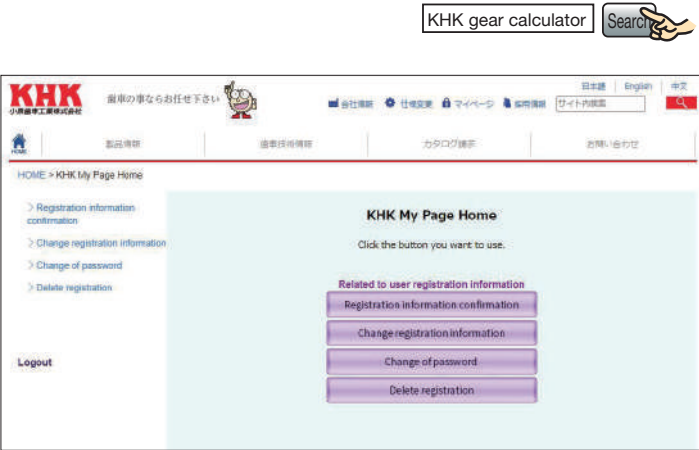 KHK gear calculator Search
KHK
小原歯車工業株式会社
歯車の事ならお任せ下さい
日本語 English 中文
会社情報 仕様変更 マイページ 採用情報 サイト内検索
HOME 製品情報 歯車技術情報 カタログ請求 お問い合わせ
HOME > KHK My Page Home
> Registration information
confirmation
> Change registration information
> Change of password
> Delete registration
Logout
KHK My Page Home
Click the button you want to use.
Related to user registration information
Registration information confirmation
Change registration information
Change of password
Delete registration